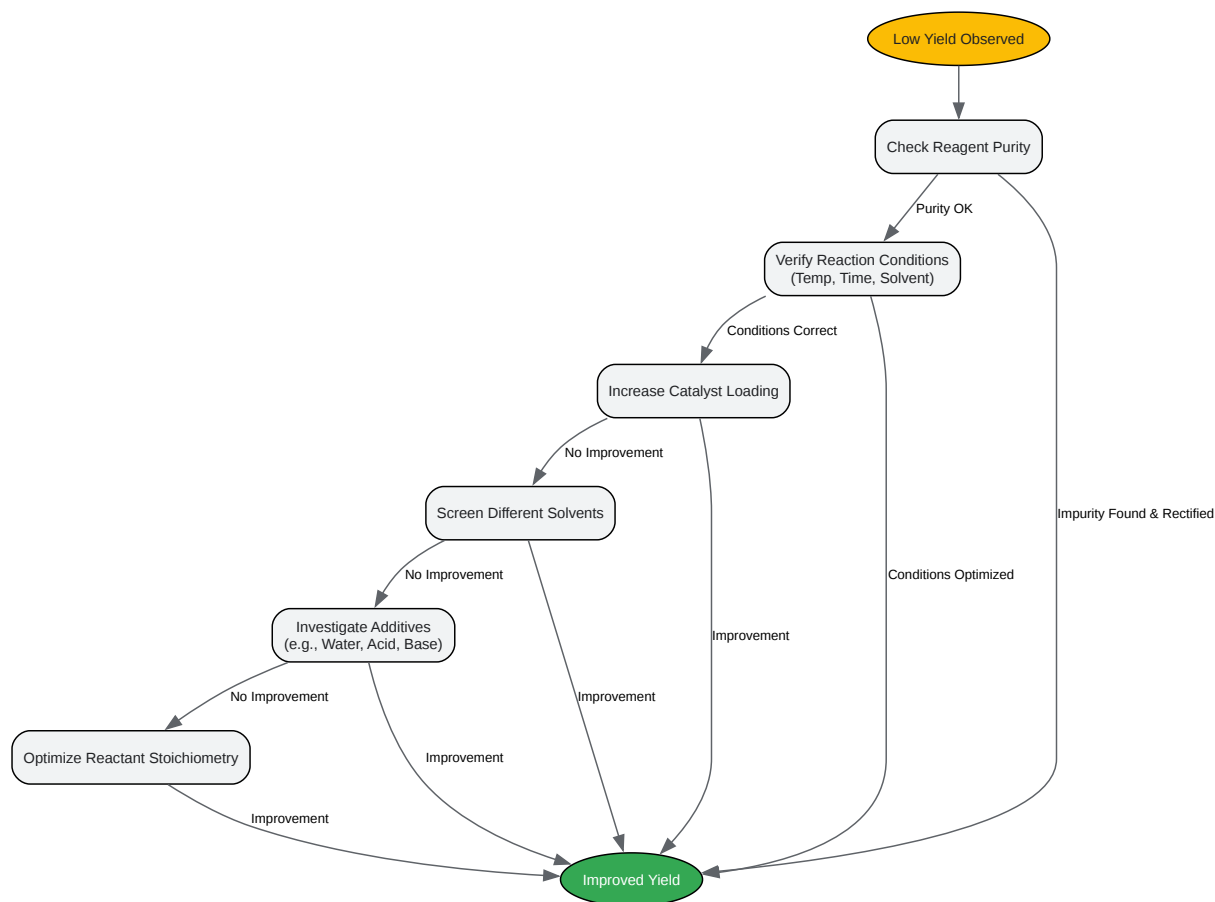 Low Yield Observed
Check Reagent Purity
Purity OK
Verify Reaction Conditions
(Temp, Time, Solvent)
Conditions Correct
Increase Catalyst Loading
No Improvement
Screen Different Solvents
Impurity Found & Rectified
No Improvement
Conditions Optimized
Investigate Additives
(e.g., Water, Acid, Base)
Improvement
No Improvement
Improvement
Optimize Reactant Stoichiometry
Improvement
Improvement
Improved Yield